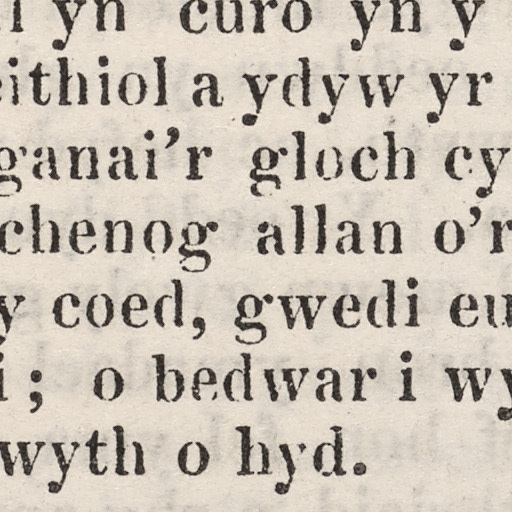 yn curo yn y
eithiol a ydyw yr
ganai'r gloch cy
chenog allan o'r
y coed, gwedi eu
i; o bedwar i wy
wyth o hyd.